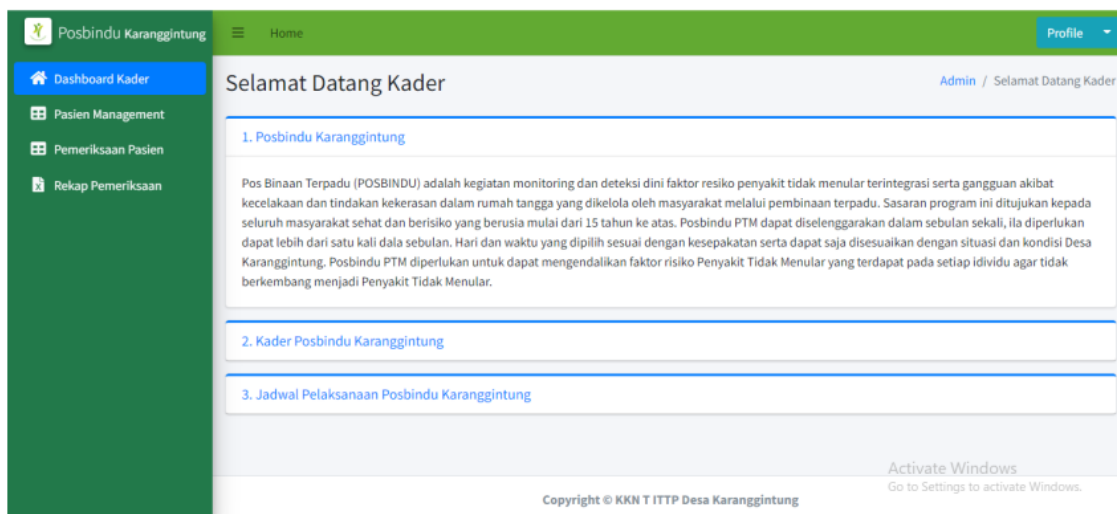 Posbindu Karanggintung
Home
Profile
Dashboard Kader
Pasien Management
Pemeriksaan Pasien
Rekap Pemeriksaan
Selamat Datang Kader
Admin / Selamat Datang Kader
1. Posbindu Karanggintung
Pos Binaan Terpadu (POSBINDU) adalah kegiatan monitoring dan deteksi dini faktor resiko penyakit tidak menular terintegrasi serta gangguan akibat
kecelakaan dan tindakan kekerasan dalam rumah tangga yang dikelola oleh masyarakat melalui pembinaan terpadu. Sasaran program ini ditujukan kepada
seluruh masyarakat sehat dan berisiko yang berusia mulai dari 15 tahun ke atas. Posbindu PTM dapat diselenggarakan dalam sebulan sekali, ila diperlukan
dapat lebih dari satu kali dala sebulan. Hari dan waktu yang dipilih sesuai dengan kesepakatan serta dapat saja disesuaikan dengan situasi dan kondisi Desa
Karanggintung. Posbindu PTM diperlukan untuk dapat mengendalikan faktor risiko Penyakit Tidak Menular yang terdapat pada setiap idividu agar tidak
berkembang menjadi Penyakit Tidak Menular.
2. Kader Posbindu Karanggintung
3. Jadwal Pelaksanaan Posbindu Karanggintung
Activate Windows
Go to Settings to activate Windows.
Copyright © KKN T ITTP Desa Karanggintung